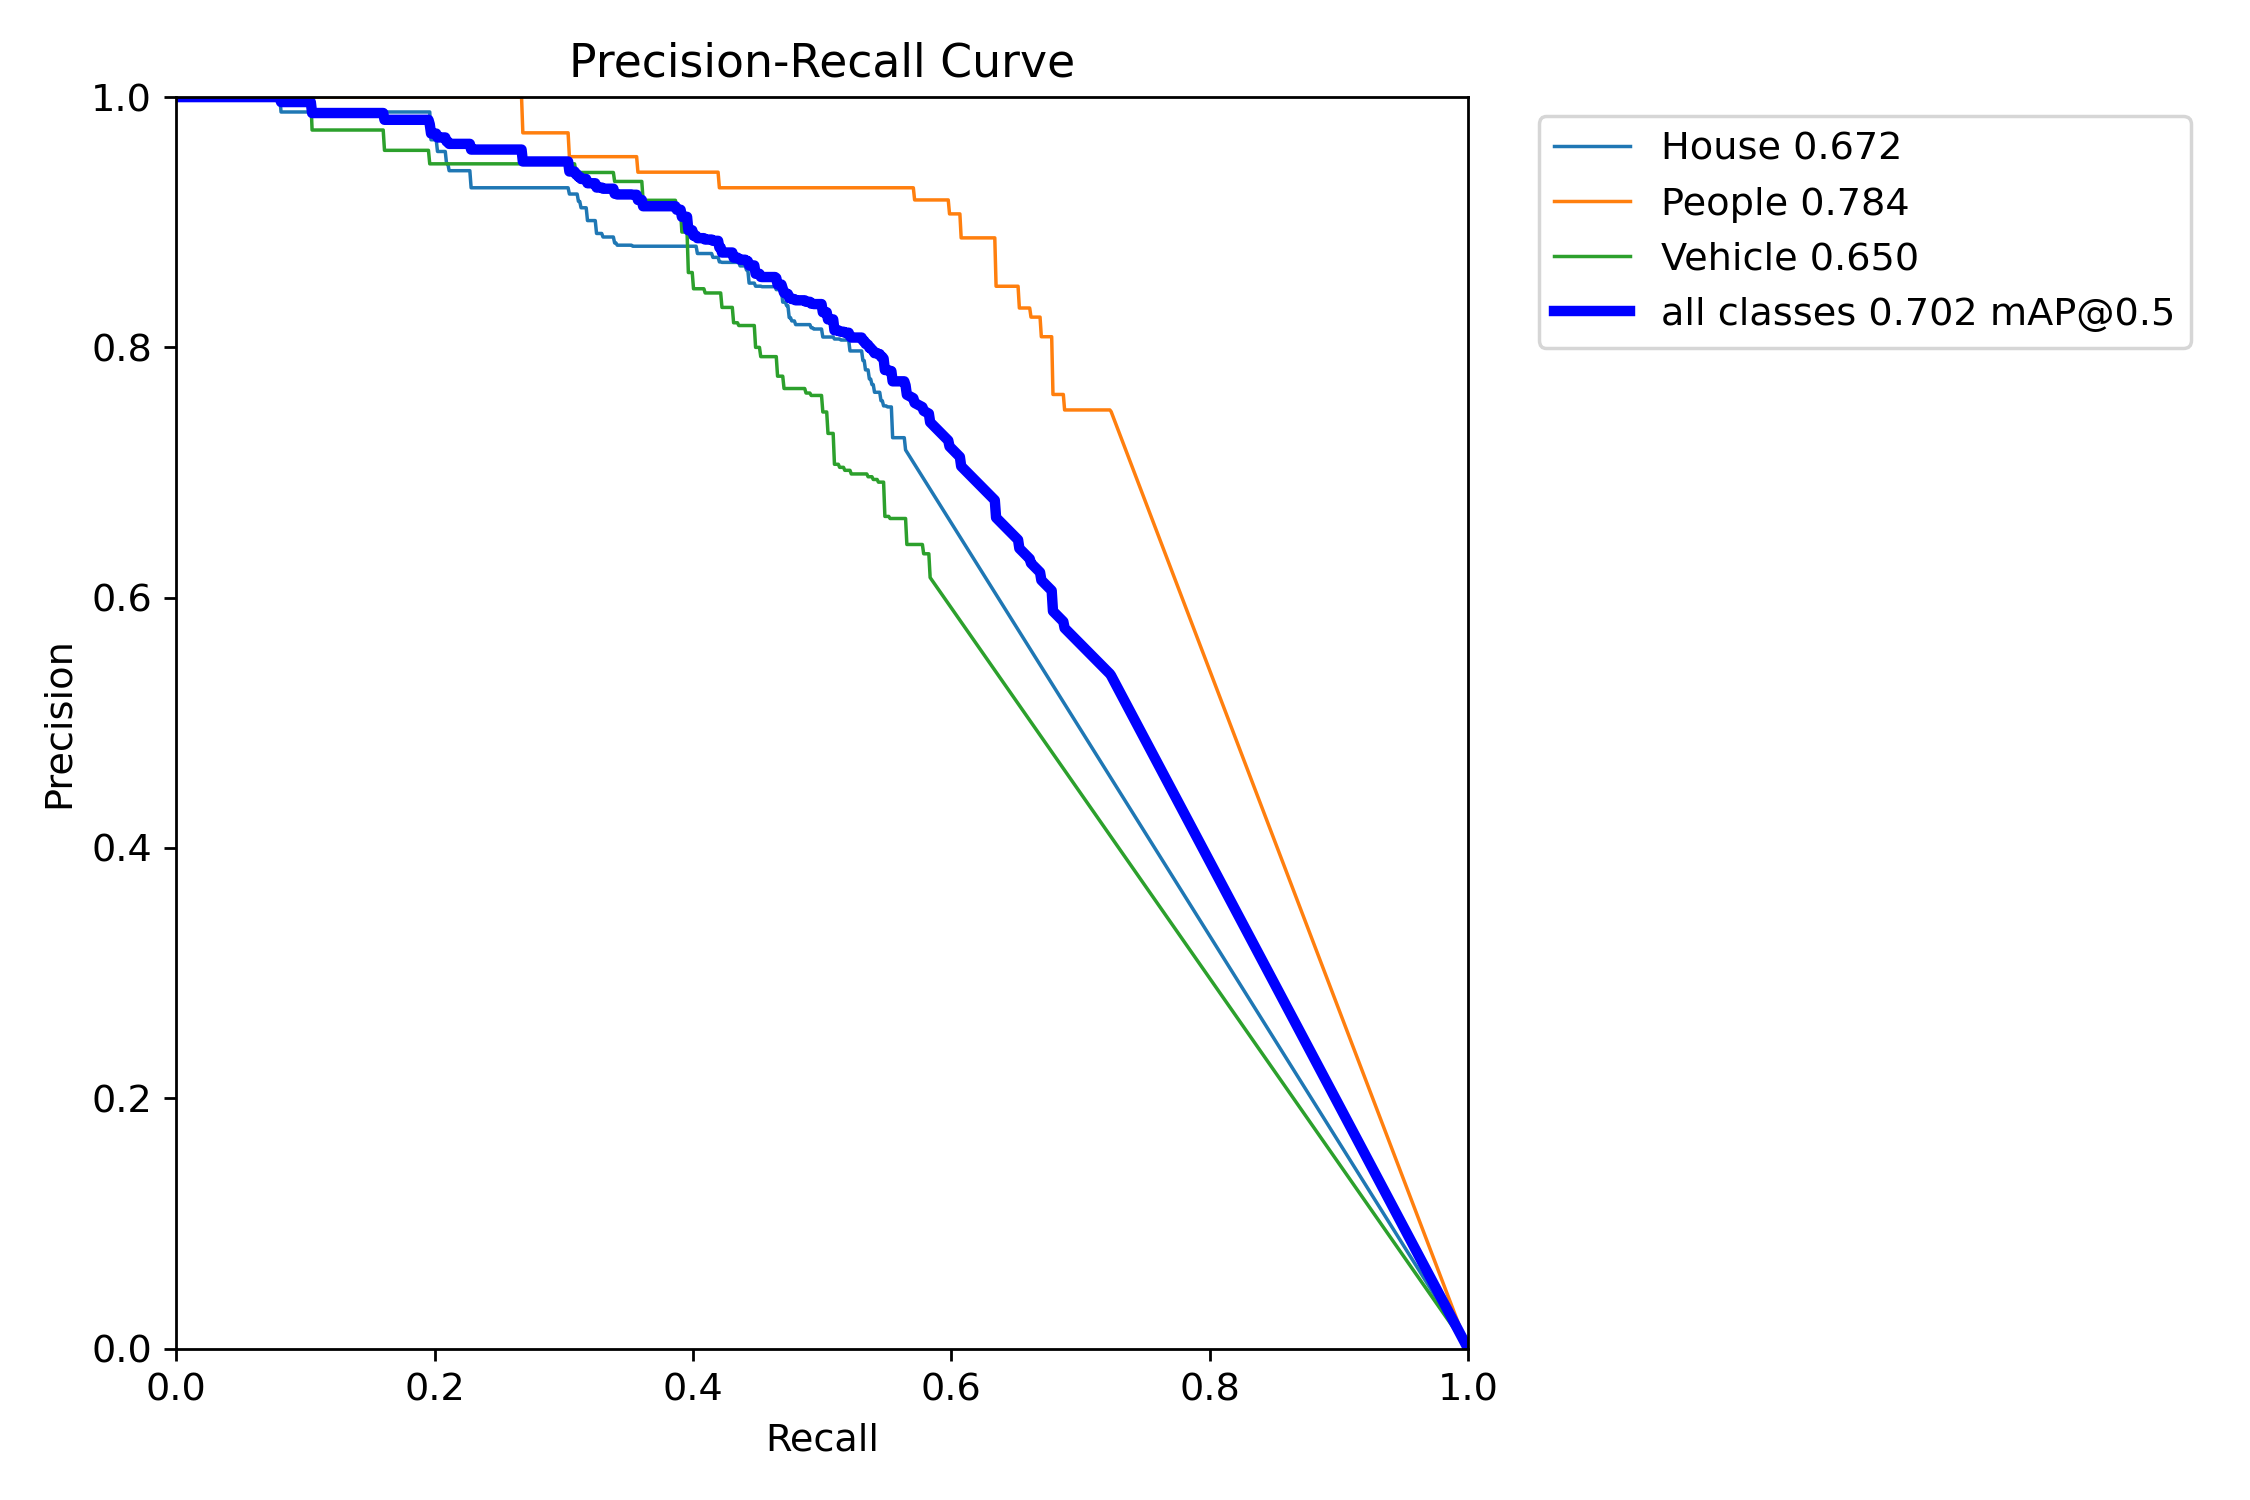 Precision-Recall Curve
1.0
0.8
0.6
0.4
0.2
0.0
Precision
0.0 0.2 0.4 0.6 0.8 1.0
Recall
House 0.672
People 0.784
Vehicle 0.650
all classes 0.702 mAP@0.5